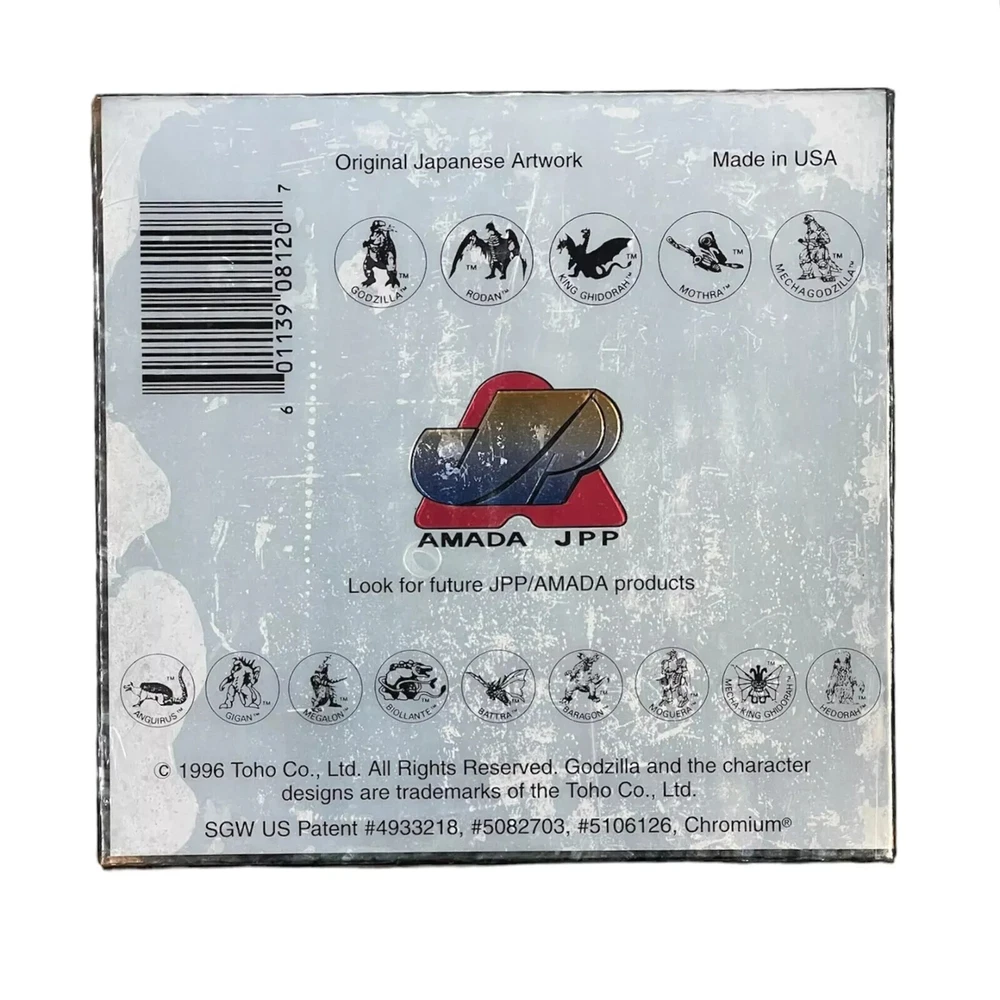 Original Japanese Artwork
Made in USA
6 01139 08120 7
GODZILLA™
RODAN™
KING GHIDORAH™
MOTHRA™
MECHAGODZILLA™
AMADA JPP
Look for future JPP/AMADA products
ANGUIRUS™
GIGAN™
MEGALON™
BIOLLANTE™
BATTRA™
BARAGON™
MOGUERA™
MECHA-KING GHIDORAH™
HEDORAH™
© 1996 Toho Co., Ltd. All Rights Reserved. Godzilla and the character
designs are trademarks of the Toho Co., Ltd.
SGW US Patent #4933218, #5082703, #5106126, Chromium®